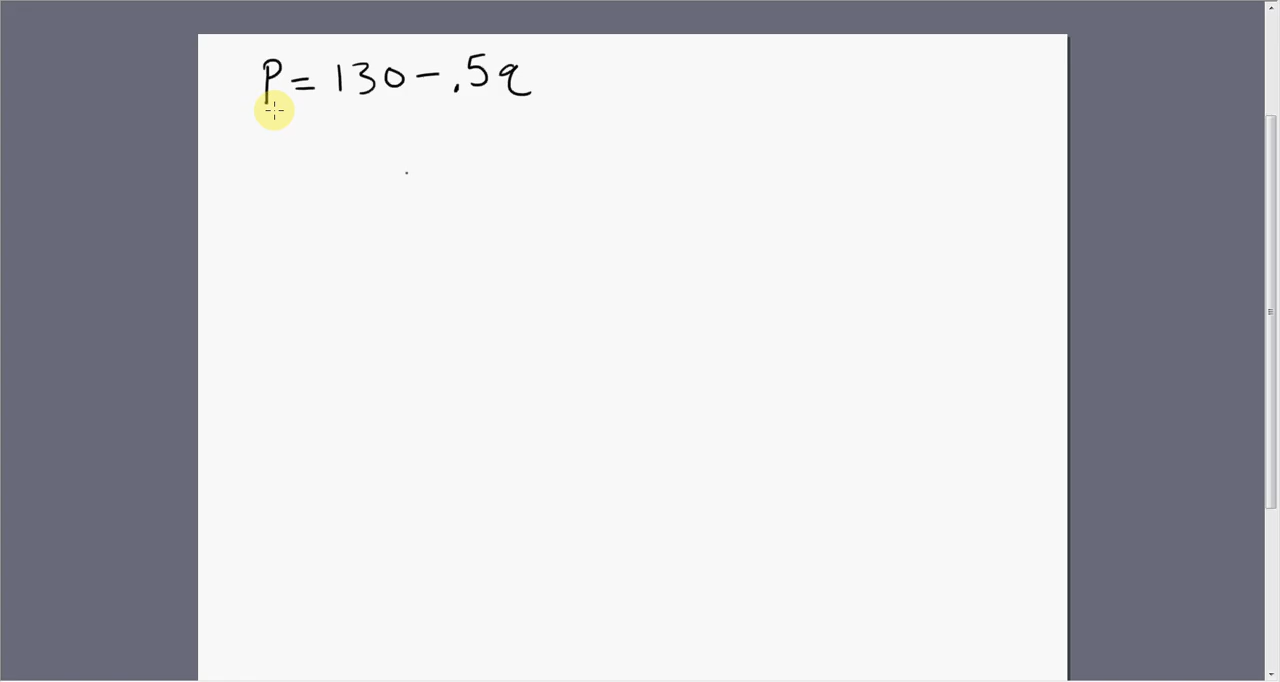 P = 130 - .5q